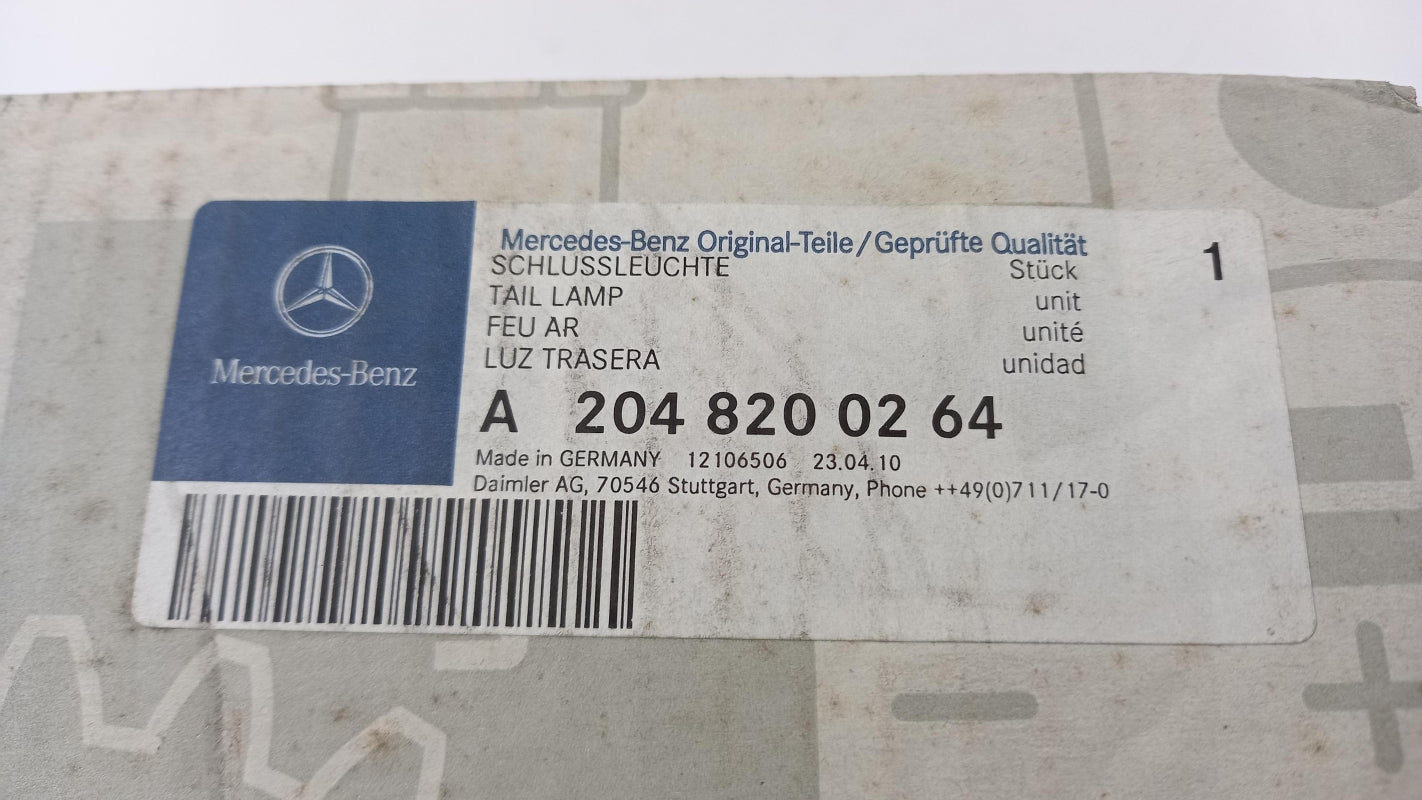 Mercedes-Benz
Mercedes-Benz Original-Teile/Geprüfte Qualität
SCHLUSSLEUCHTE Stück 1
TAIL LAMP unit
FEU AR unité
LUZ TRASERA unidad
A 204 820 02 64
Made in GERMANY 12106506 23.04.10
Daimler AG, 70546 Stuttgart, Germany, Phone ++49(0)711/17-0